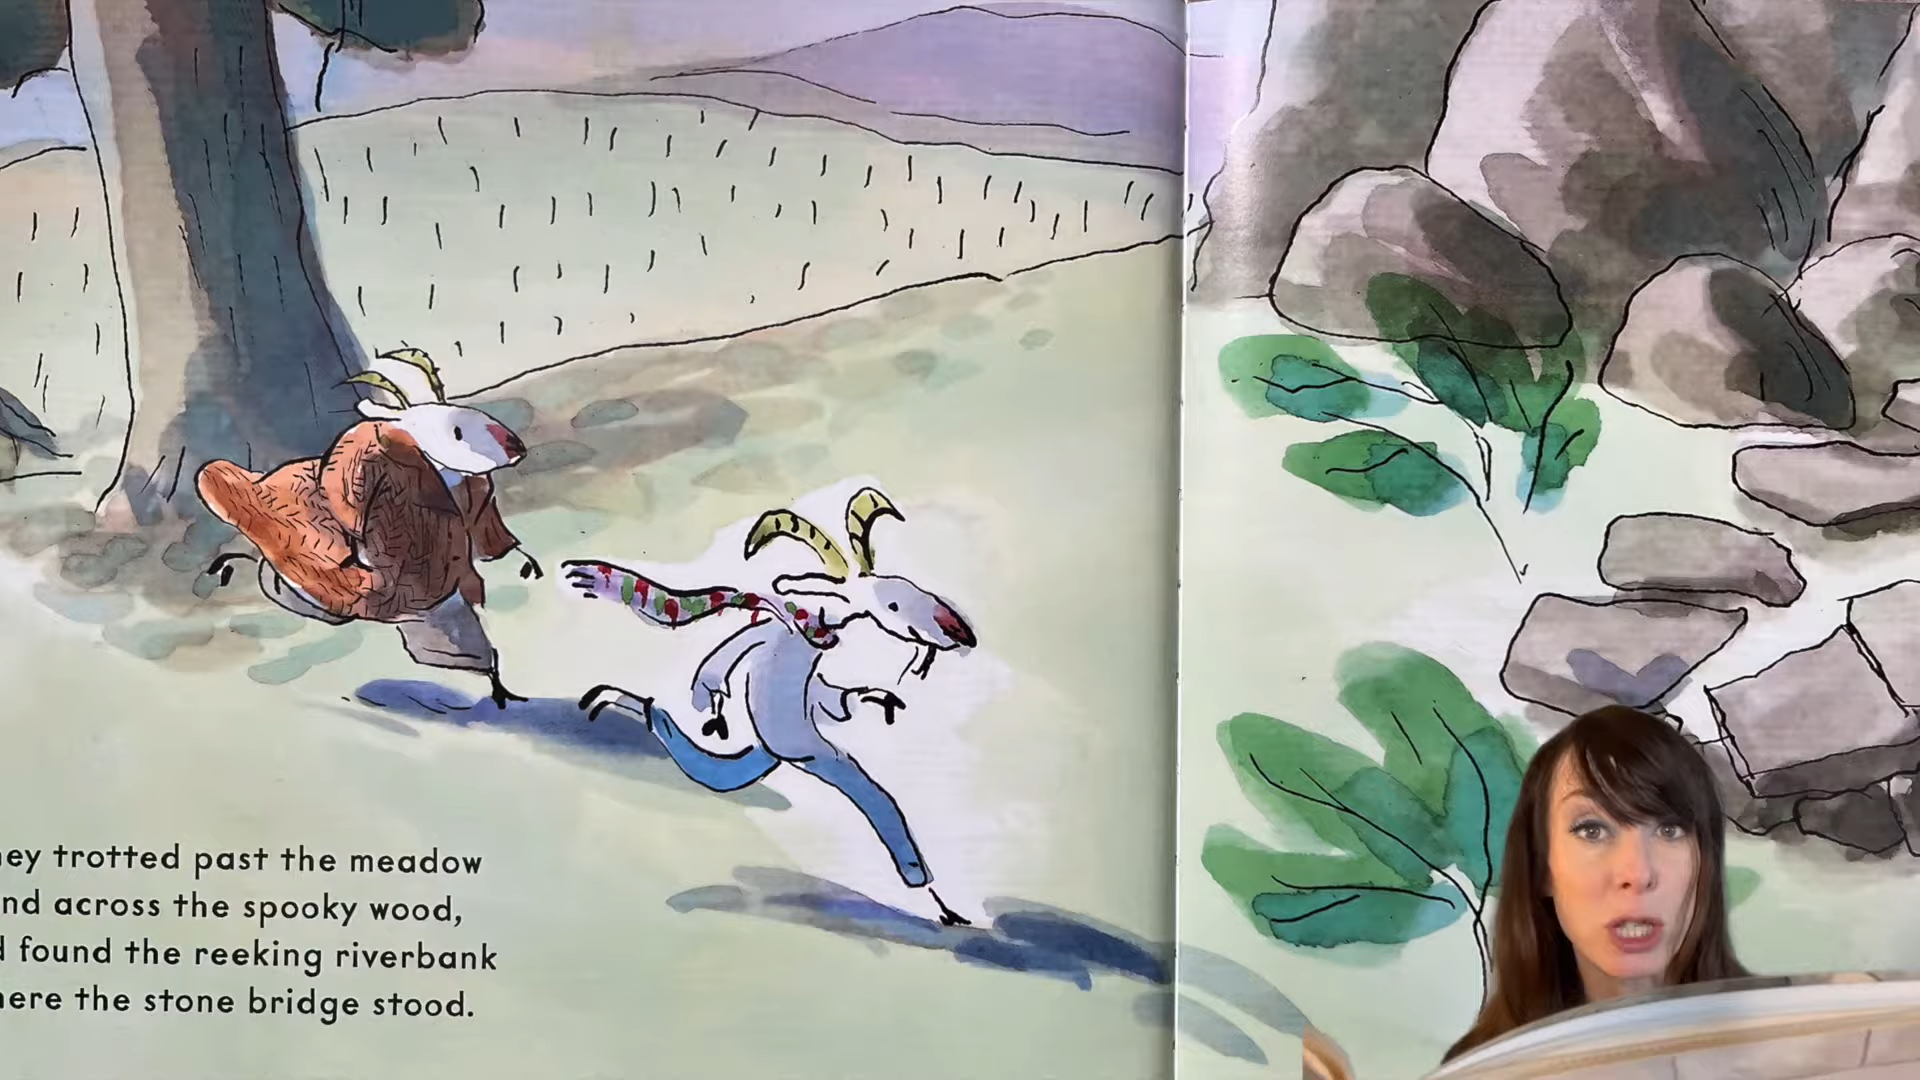 ey trotted past the meadow
nd across the spooky wood,
found the reeking riverbank
ere the stone bridge stood.